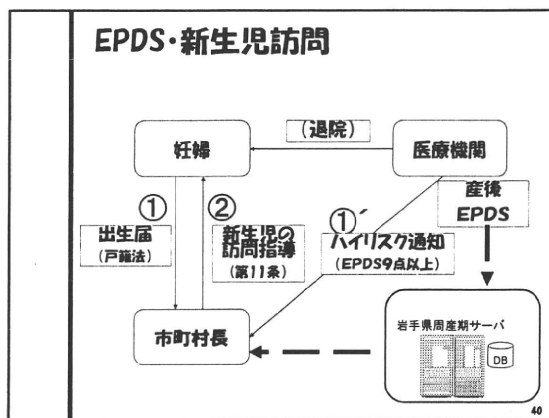 EPDS・新生児訪問
(退院)
妊婦
医療機関
産後
EPDS
①
②
①´
出生届
(戸籍法)
新生児の
訪問指導
(第11条)
ハイリスク通知
(EPDS9点以上)
市町村長
岩手県周産期サーバ
DB
49